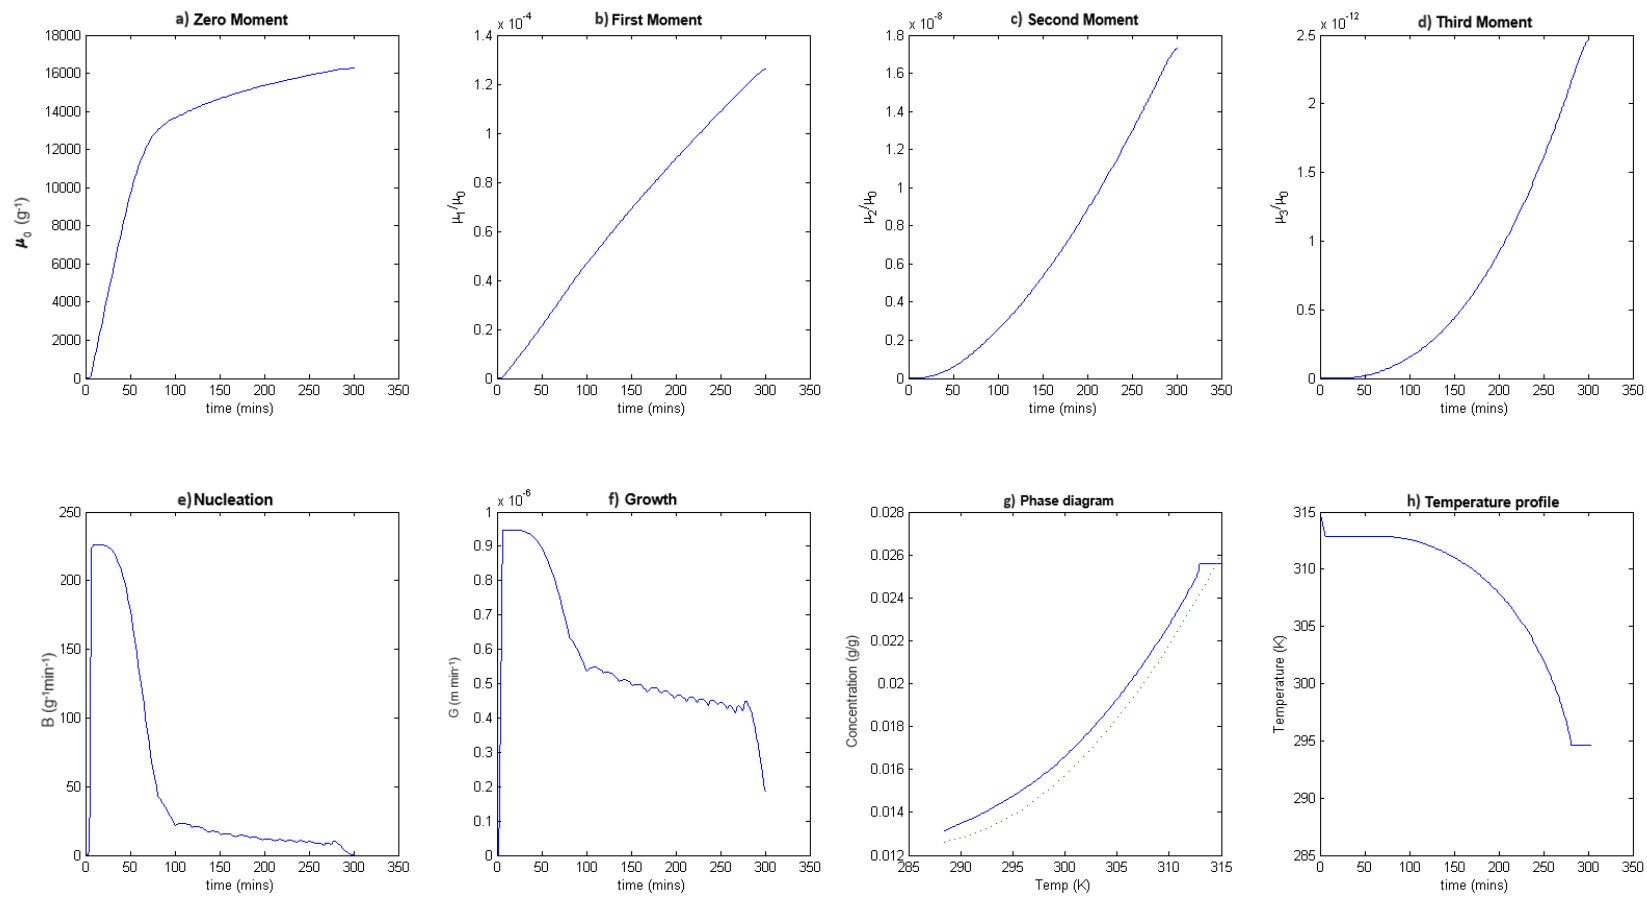 a) Zero Moment
18000
16000
14000
12000
10000
8000
6000
4000
2000
0
0 50 100 150 200 250 300 350
time (mins)
μ0 (g-1)
b) First Moment
x 10-4
1.4
1.2
1
0.8
0.6
0.4
0.2
0
0 50 100 150 200 250 300 350
time (mins)
μ1/μ0
c) Second Moment
x 10-8
1.8
1.6
1.4
1.2
1
0.8
0.6
0.4
0.2
0
0 50 100 150 200 250 300 350
time (mins)
μ2/μ0
d) Third Moment
x 10-12
2.5
2
1.5
1
0.5
0
0 50 100 150 200 250 300 350
time (mins)
μ3/μ0
e) Nucleation
250
200
150
100
50
0
0 50 100 150 200 250 300 350
time (mins)
B (g-1min-1)
f) Growth
x 10-6
1
0.9
0.8
0.7
0.6
0.5
0.4
0.3
0.2
0.1
0
0 50 100 150 200 250 300 350
time (mins)
G (m min-1)
g) Phase diagram
0.028
0.026
0.024
0.022
0.02
0.018
0.016
0.014
0.012
285 290 295 300 305 310 315
Temp (K)
Concentration (g/g)
h) Temperature profile
315
310
305
300
295
290
285
0 50 100 150 200 250 300 350
time (mins)
Temperature (K)